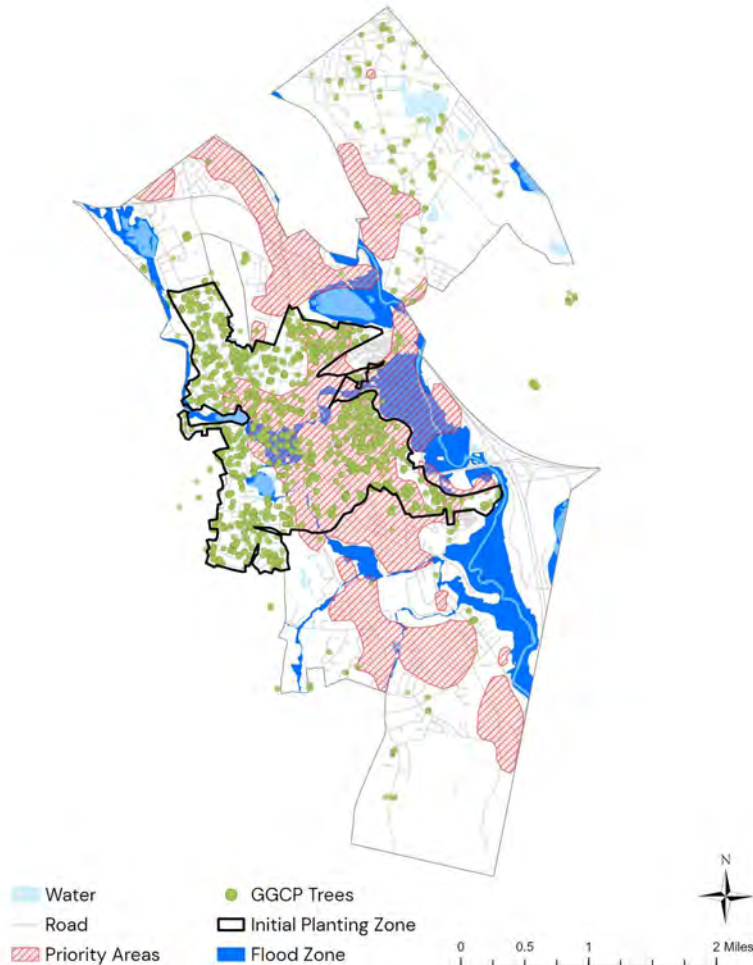 N
Water
GGCP Trees
Road
Initial Planting Zone
Priority Areas
Flood Zone
0 0.5 1 2 Miles